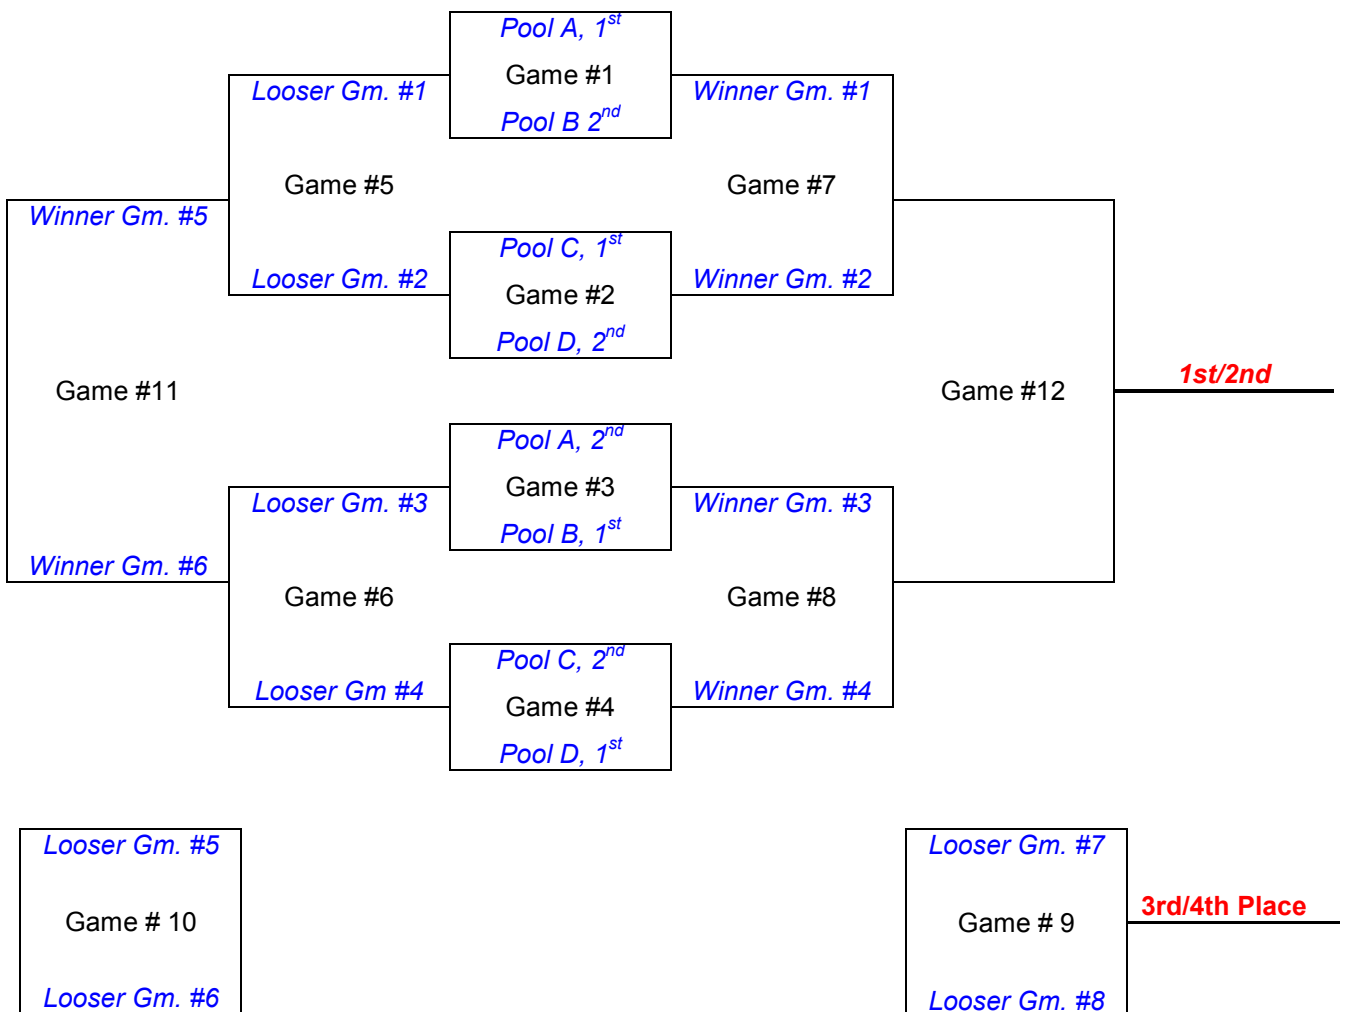 Pool A, 1st
Game #1
Pool B 2nd
Looser Gm. #1
Winner Gm. #1
Game #5
Game #7
Winner Gm. #5
Pool C, 1st
Game #2
Pool D, 2nd
Looser Gm. #2
Winner Gm. #2
Game #11
Game #12
1st/2nd
Pool A, 2nd
Game #3
Pool B, 1st
Looser Gm. #3
Winner Gm. #3
Winner Gm. #6
Game #6
Game #8
Pool C, 2nd
Game #4
Pool D, 1st
Looser Gm #4
Winner Gm. #4
Looser Gm. #5
Game # 10
Looser Gm. #6
Looser Gm. #7
Game # 9
Looser Gm. #8
3rd/4th Place